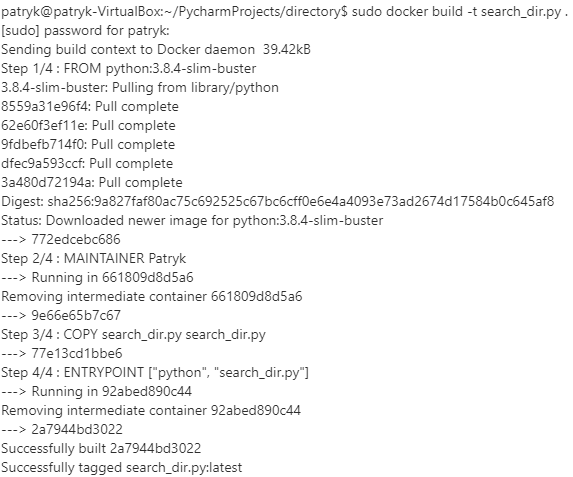 patryk@patryk-VirtualBox:~/PycharmProjects/directory$ sudo docker build -t search_dir.py .
[sudo] password for patryk:
Sending build context to Docker daemon 39.42kB
Step 1/4 : FROM python:3.8.4-slim-buster
3.8.4-slim-buster: Pulling from library/python
8559a31e96f4: Pull complete
62e60f3ef11e: Pull complete
9fdbefb714f0: Pull complete
dfec9a593ccf: Pull complete
3a480d72194a: Pull complete
Digest: sha256:9a827faf80ac75c692525c67bc6cff0e6e4a4093e73ad2674d17584b0c645af8
Status: Downloaded newer image for python:3.8.4-slim-buster
---> 772edcebc686
Step 2/4 : MAINTAINER Patryk
---> Running in 661809d8d5a6
Removing intermediate container 661809d8d5a6
---> 9e66e65b7c67
Step 3/4 : COPY search_dir.py search_dir.py
---> 77e13cd1bbe6
Step 4/4 : ENTRYPOINT ["python", "search_dir.py"]
---> Running in 92abed890c44
Removing intermediate container 92abed890c44
---> 2a7944bd3022
Successfully built 2a7944bd3022
Successfully tagged search_dir.py:latest